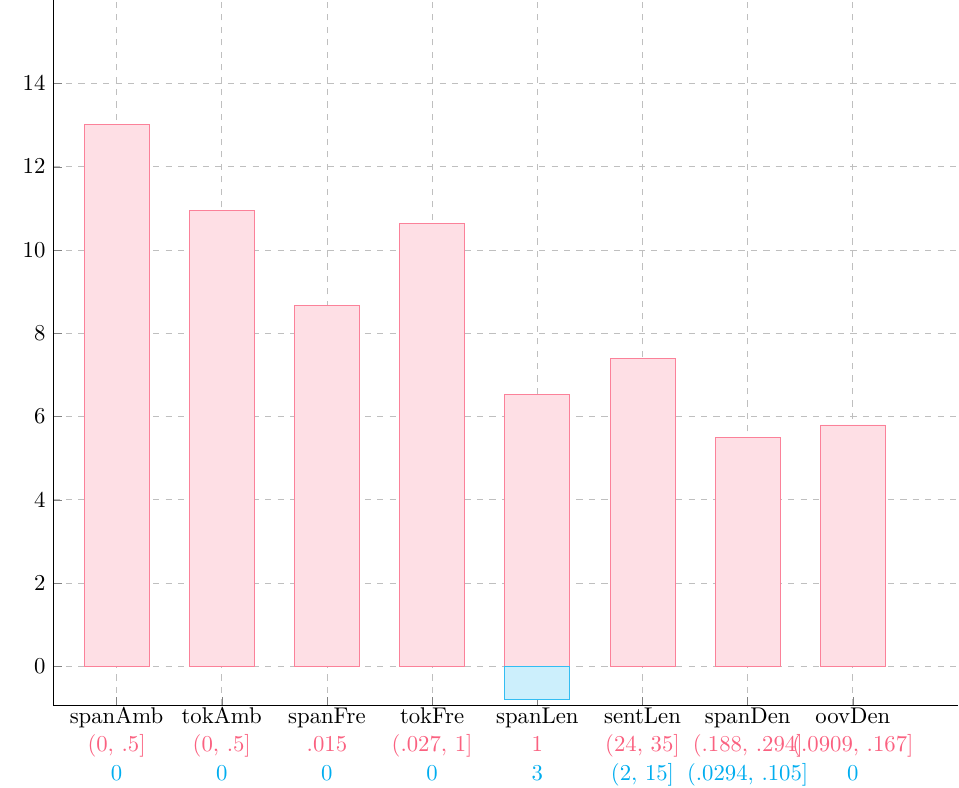 14
12
10
8
6
4
2
0
spanAmb tokAmb spanFre tokFre spanLen sentLen spanDen oovDen
(0, .5] (0, .5] .015 (.027, 1] 1 (24, 35] (.188, .294] (.0909, .167]
0 0 0 0 3 (2, 15] (.0294, .105] 0